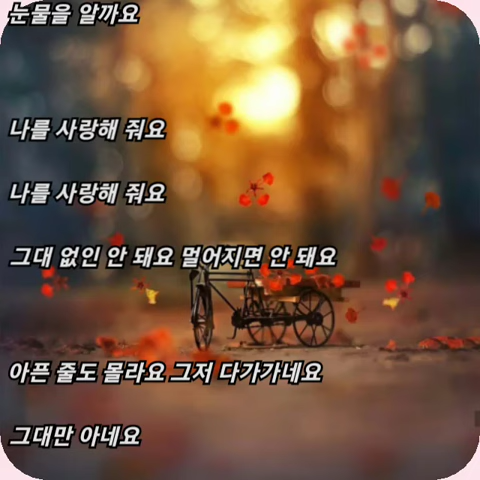 눈물을 알까요
나를 사랑해 줘요
나를 사랑해 줘요
그대 없인 안 돼요 멀어지면 안 돼요
아픈 줄도 몰라요 그저 다가가네요
그대만 아네요